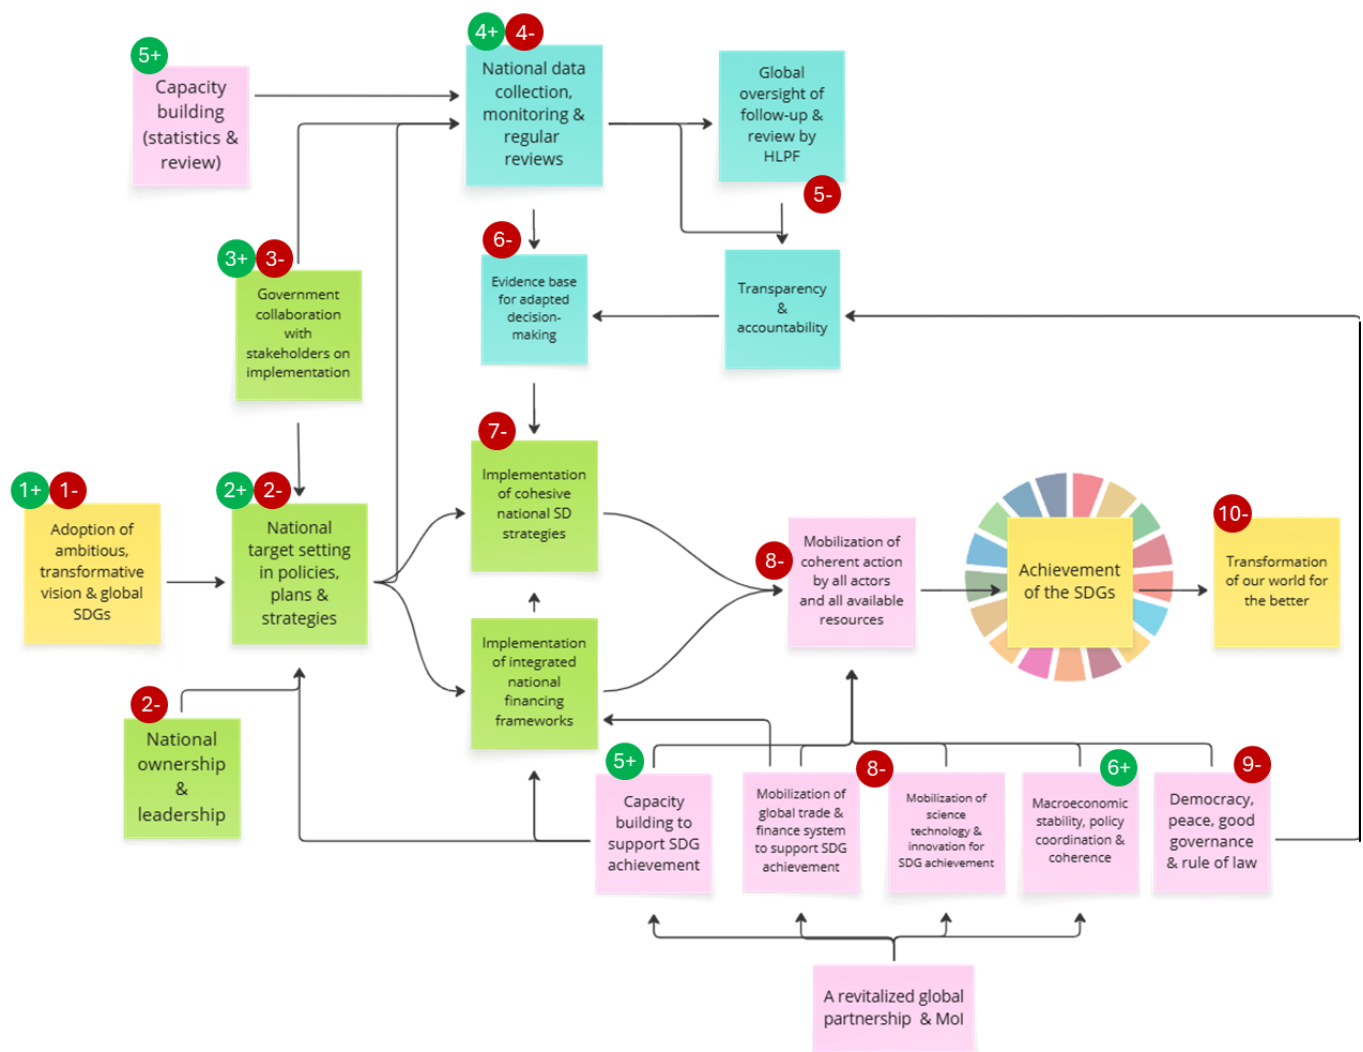 5+
Capacity
building
(statistics &
review)
4+ 4-
National data
collection,
monitoring &
regular
reviews
Global
oversight of
follow-up &
review by
HLPF
5-
3+ 3-
Government
collaboration
with
stakeholders on
implementation
6-
Evidence base
for adapted
decision-
making
Transparency
&
accountability
1+ 1-
Adoption of
ambitious,
transformative
vision & global
SDGs
2+ 2-
National
target setting
in policies,
plans &
strategies
7-
Implementation
of cohesive
national SD
strategies
Implementation
of integrated
national
financing
frameworks
8-
Mobilization of
coherent action
by all actors
and all available
resources
Achievement
of the SDGs
10-
Transformation
of our world for
the better
2-
National
ownership
&
leadership
5+
Capacity
building to
support SDG
achievement
Mobilization of
global trade &
finance system
to support SDG
achievement
8-
Mobilization of
science
technology &
innovation for
SDG achievement
6+
Macroeconomic
stability, policy
coordination &
coherence
9-
Democracy,
peace, good
governance
& rule of law
A revitalized global
partnership & MoI